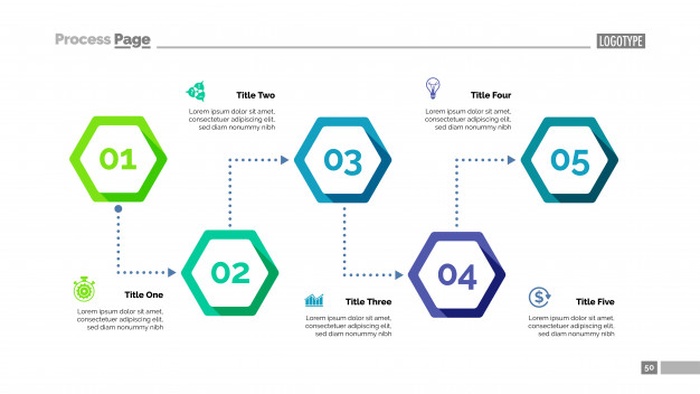 Process Page
LOGOTYPE
Title Two
Lorem ipsum dolor sit amet,
consectetuer adipiscing elit,
sed diam nonummy nibh
Title Four
Lorem ipsum dolor sit amet,
consectetuer adipiscing elit,
sed diam nonummy nibh
01
03
05
02
04
Title One
Lorem ipsum dolor sit amet,
consectetuer adipiscing elit,
sed diam nonummy nibh
Title Three
Lorem ipsum dolor sit amet,
consectetuer adipiscing elit,
sed diam nonummy nibh
Title Five
Lorem ipsum dolor sit amet,
consectetuer adipiscing elit,
sed diam nonummy nibh
$
50